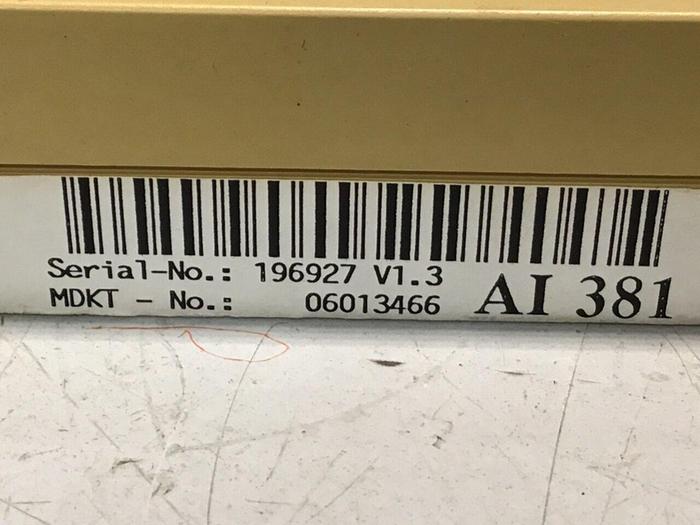 Serial-No.: 196927 V1.3
MDKT - No.: 06013466
AI 381